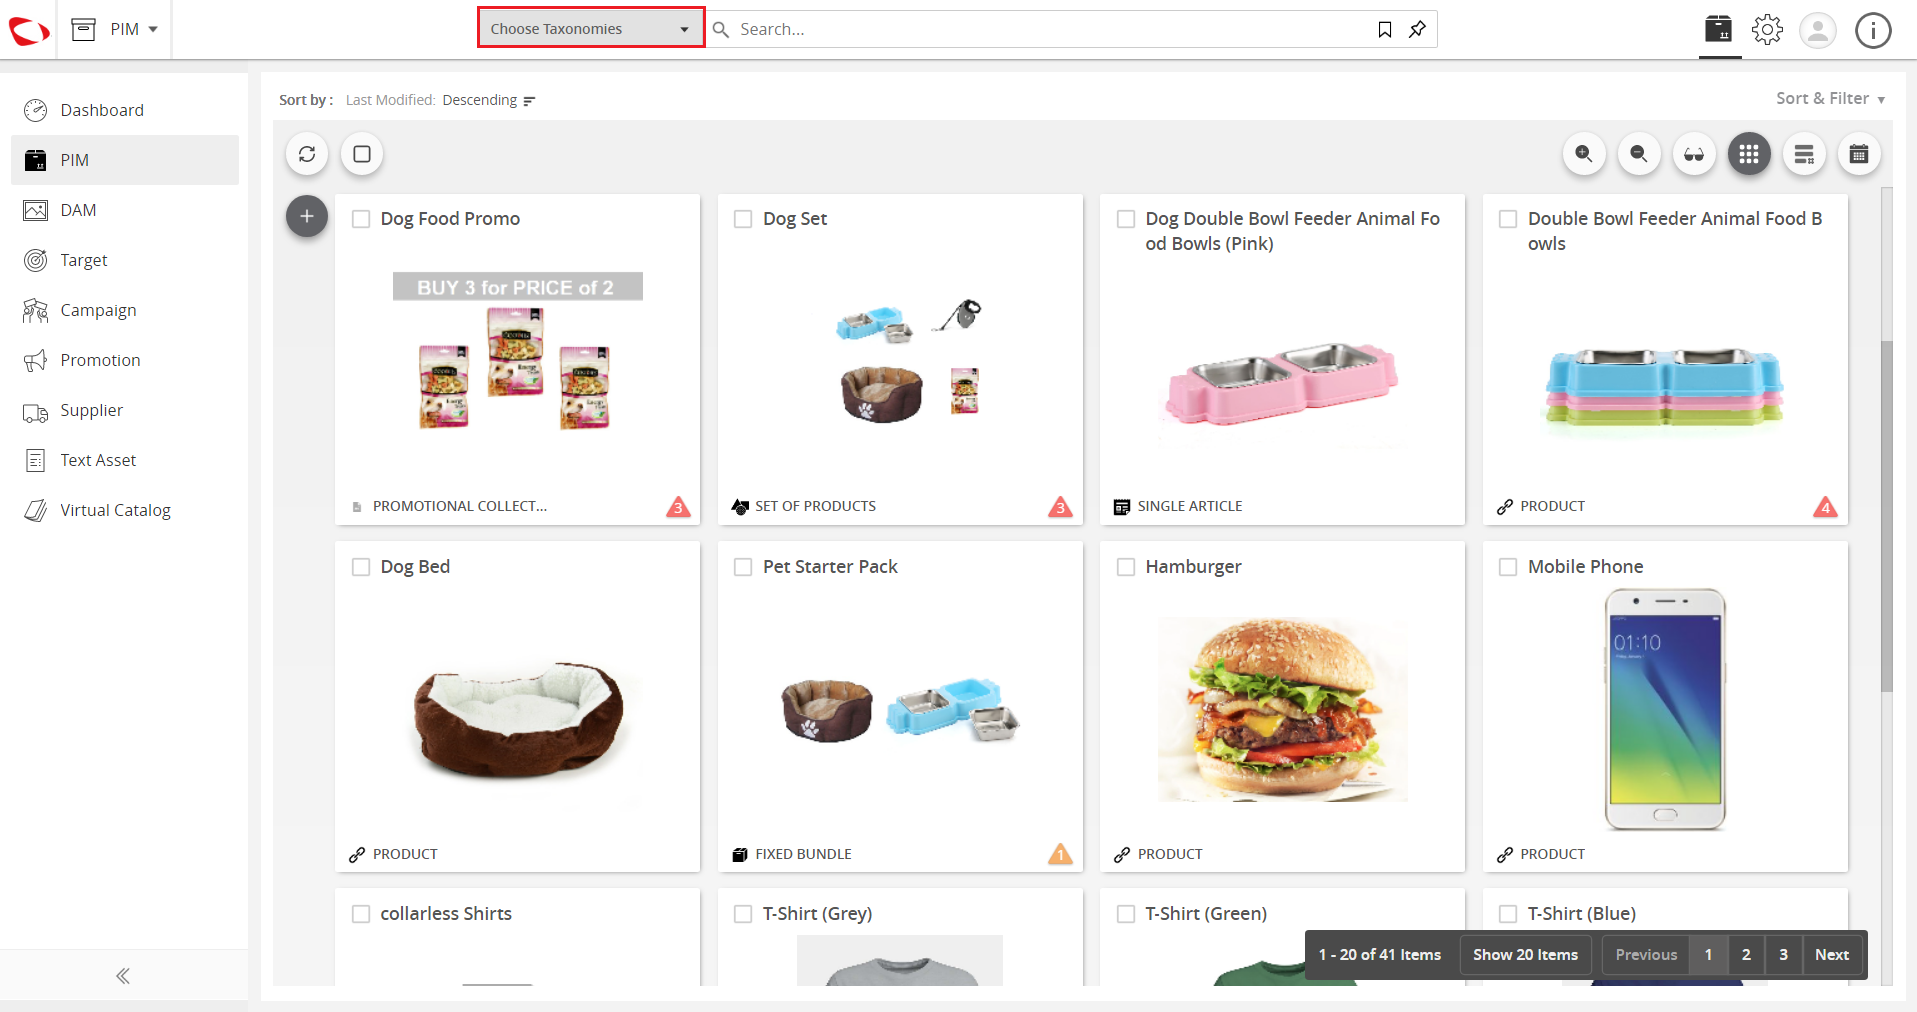 PIM
Choose Taxonomies
Search...
Dashboard
PIM
DAM
Target
Campaign
Promotion
Supplier
Text Asset
Virtual Catalog
Sort by : Last Modified: Descending
Sort & Filter
Dog Food Promo
BUY 3 for PRICE of 2
PROMOTIONAL COLLECT...
3
Dog Set
SET OF PRODUCTS
3
Dog Double Bowl Feeder Animal Fo
od Bowls (Pink)
SINGLE ARTICLE
Double Bowl Feeder Animal Food B
owls
PRODUCT
4
Dog Bed
PRODUCT
Pet Starter Pack
FIXED BUNDLE
1
Hamburger
PRODUCT
Mobile Phone
01:10
PRODUCT
collarless Shirts
T-Shirt (Grey)
T-Shirt (Green)
T-Shirt (Blue)
1 - 20 of 41 Items
Show 20 Items
Previous 1 2 3 Next